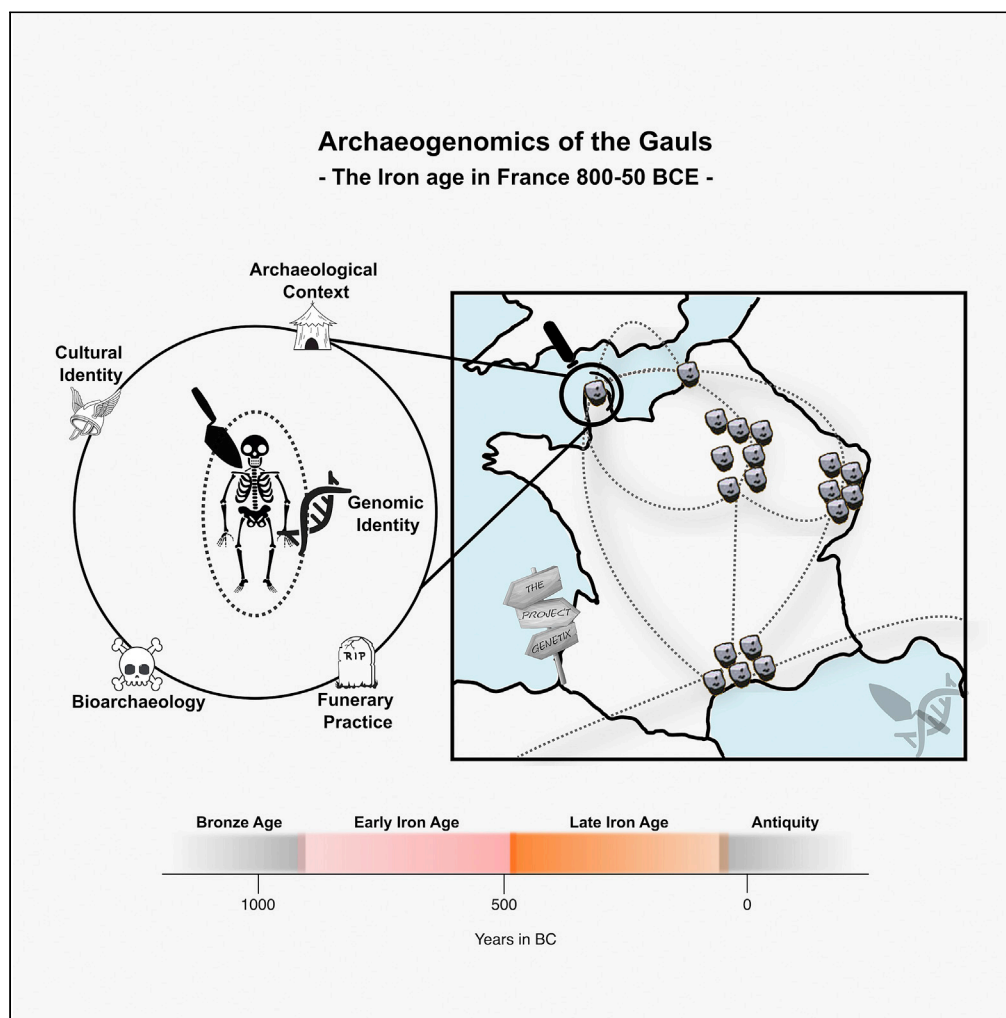 Archaeogenomics of the Gauls
- The Iron age in France 800-50 BCE -
Archaeological
Context
Cultural
Identity
Genomic
Identity
Bioarchaeology
RIP
Funerary
Practice
THE
PROJECT
GENETIX
Bronze Age
Early Iron Age
Late Iron Age
Antiquity
1000
500
0
Years in BC